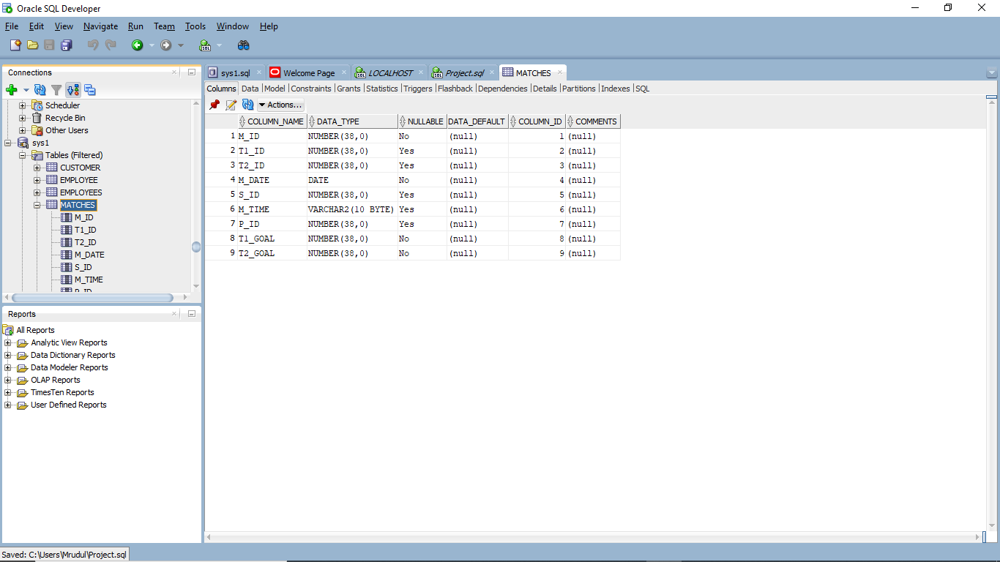 Oracle SQL Developer
File Edit View Navigate Run Team Tools Window Help
Connections
Scheduler
Recycle Bin
Other Users
sys1
Tables (Filtered)
CUSTOMER
EMPLOYEE
EMPLOYEES
MATCHES
M_ID
T1_ID
T2_ID
M_DATE
S_ID
M_TIME
P_ID
Reports
All Reports
Analytic View Reports
Data Dictionary Reports
Data Modeler Reports
OLAP Reports
TimesTen Reports
User Defined Reports
sys1.sql Welcome Page LOCALHOST Project.sql MATCHES
Columns Data Model Constraints Grants Statistics Triggers Flashback Dependencies Details Partitions Indexes SQL
Actions...
COLUMN_NAME DATA_TYPE NULLABLE DATA_DEFAULT COLUMN_ID COMMENTS
1 M_ID NUMBER(38,0) No (null) 1 (null)
2 T1_ID NUMBER(38,0) Yes (null) 2 (null)
3 T2_ID NUMBER(38,0) Yes (null) 3 (null)
4 M_DATE DATE No (null) 4 (null)
5 S_ID NUMBER(38,0) Yes (null) 5 (null)
6 M_TIME VARCHAR2(10 BYTE) Yes (null) 6 (null)
7 P_ID NUMBER(38,0) Yes (null) 7 (null)
8 T1_GOAL NUMBER(38,0) No (null) 8 (null)
9 T2_GOAL NUMBER(38,0) No (null) 9 (null)
Saved: C:\Users\Mrudul\Project.sql